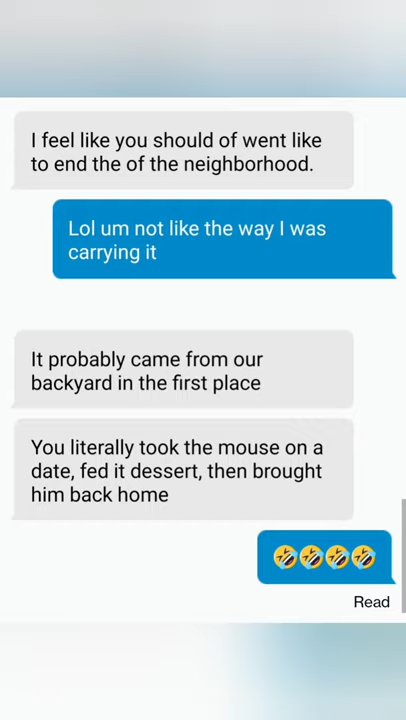 I feel like you should of went like
to end the of the neighborhood.
Lol um not like the way I was
carrying it
It probably came from our
backyard in the first place
You literally took the mouse on a
date, fed it dessert, then brought
him back home
🤣🤣🤣🤣
Read